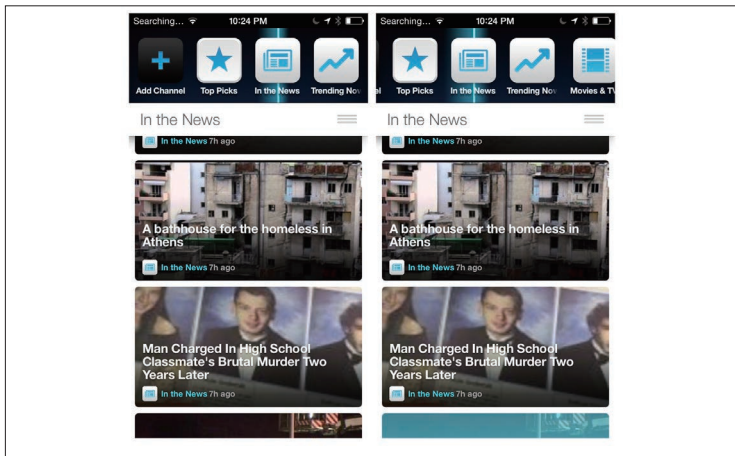 Searching... 10:24 PM
Add Channel Top Picks In the News Trending Now
In the News
In the News 7h ago
A bathhouse for the homeless in
Athens
In the News 7h ago
Man Charged In High School
Classmate's Brutal Murder Two
Years Later
In the News 7h ago
Searching... 10:24 PM
el Top Picks In the News Trending Now Movies & TV
In the News
In the News 7h ago
A bathhouse for the homeless in
Athens
In the News 7h ago
Man Charged In High School
Classmate's Brutal Murder Two
Years Later
In the News 7h ago